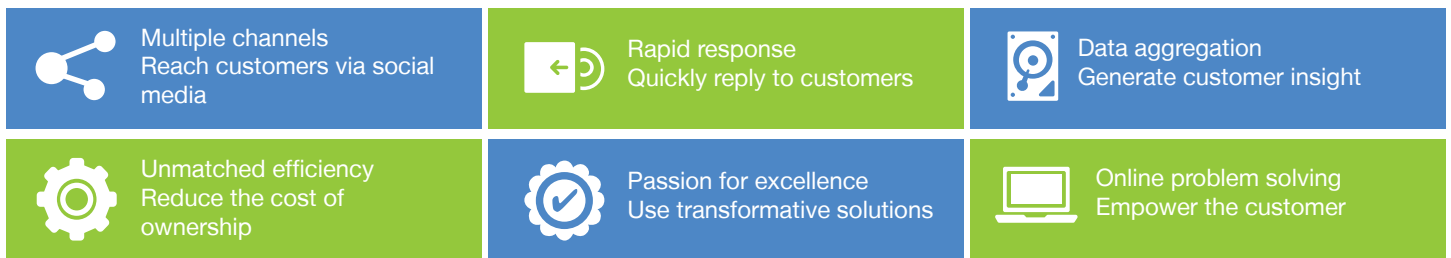 Multiple channels
Reach customers via social
media
Rapid response
Quickly reply to customers
Data aggregation
Generate customer insight
Unmatched efficiency
Reduce the cost of
ownership
Passion for excellence
Use transformative solutions
Online problem solving
Empower the customer